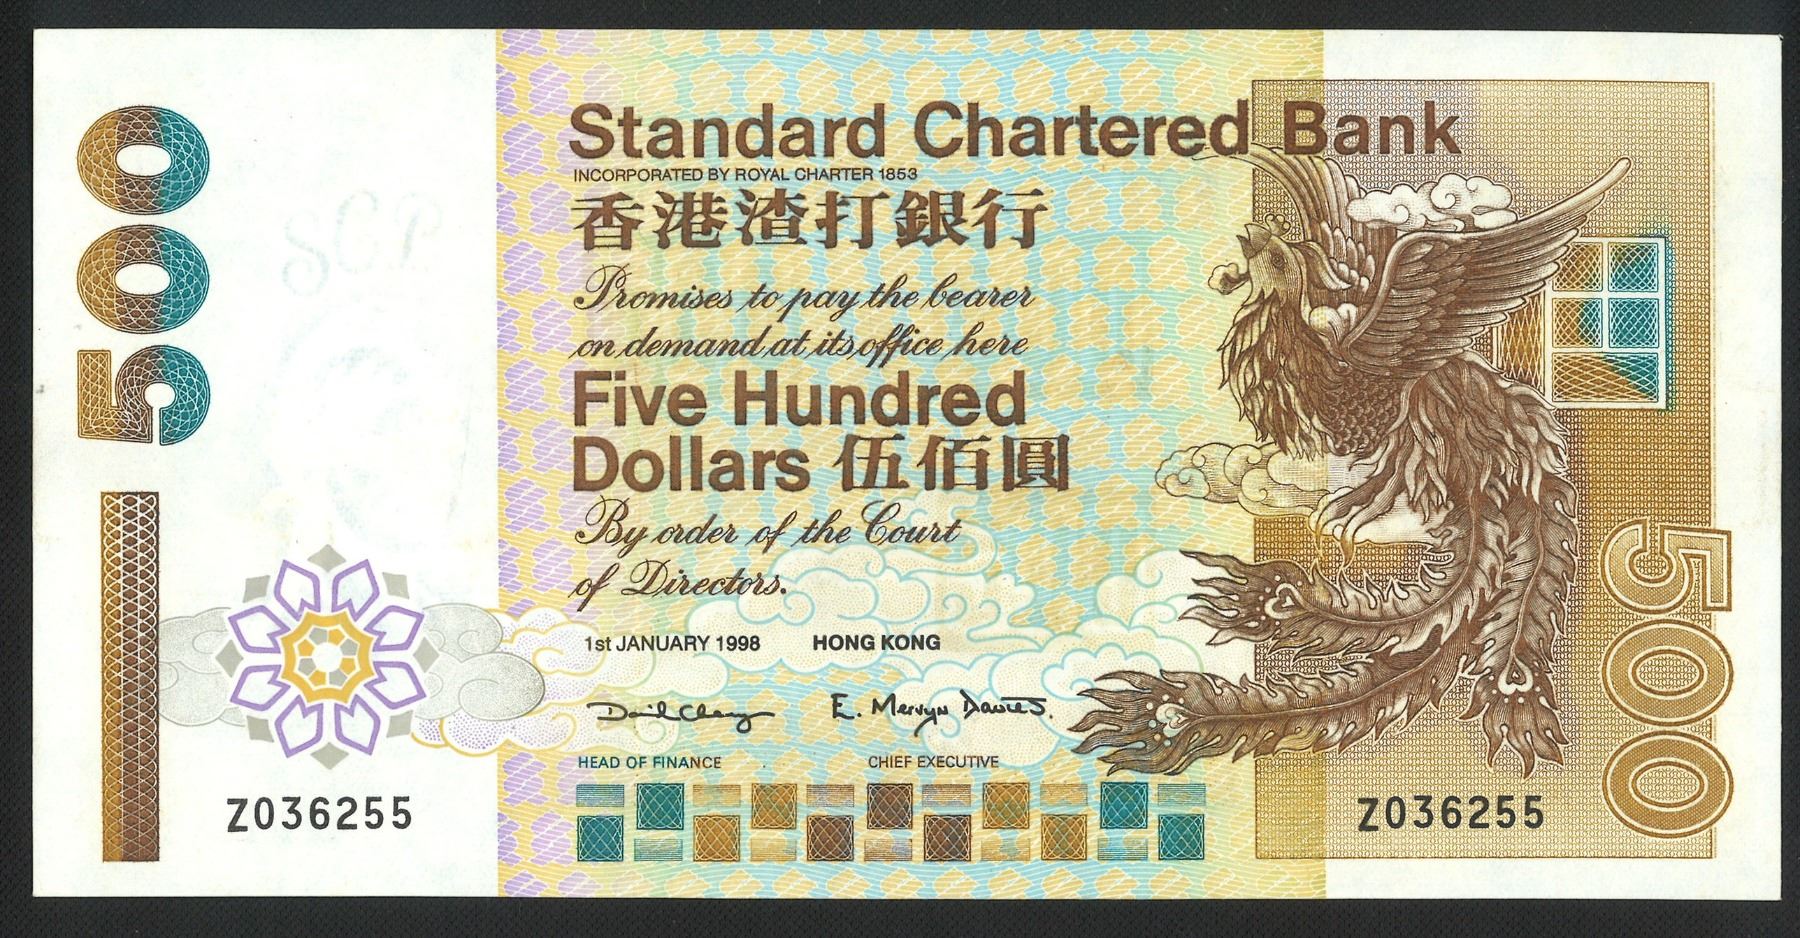 500
Standard Chartered Bank
INCORPORATED BY ROYAL CHARTER 1853
香港渣打銀行
Promises to pay the bearer
on demand at its office here
Five Hundred
Dollars 伍佰圓
By order of the Court
of Directors.
1st JANUARY 1998 HONG KONG
E. Mervyn Davies.
HEAD OF FINANCE CHIEF EXECUTIVE
Z036255 Z036255
500